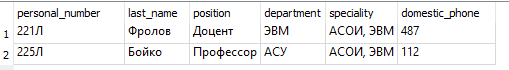 personal_number last_name position department speciality domestic_phone
1 221Л Фролов Доцент ЭВМ АСОИ, ЭВМ 487
2 225Л Бойко Профессор АСУ АСОИ, ЭВМ 112